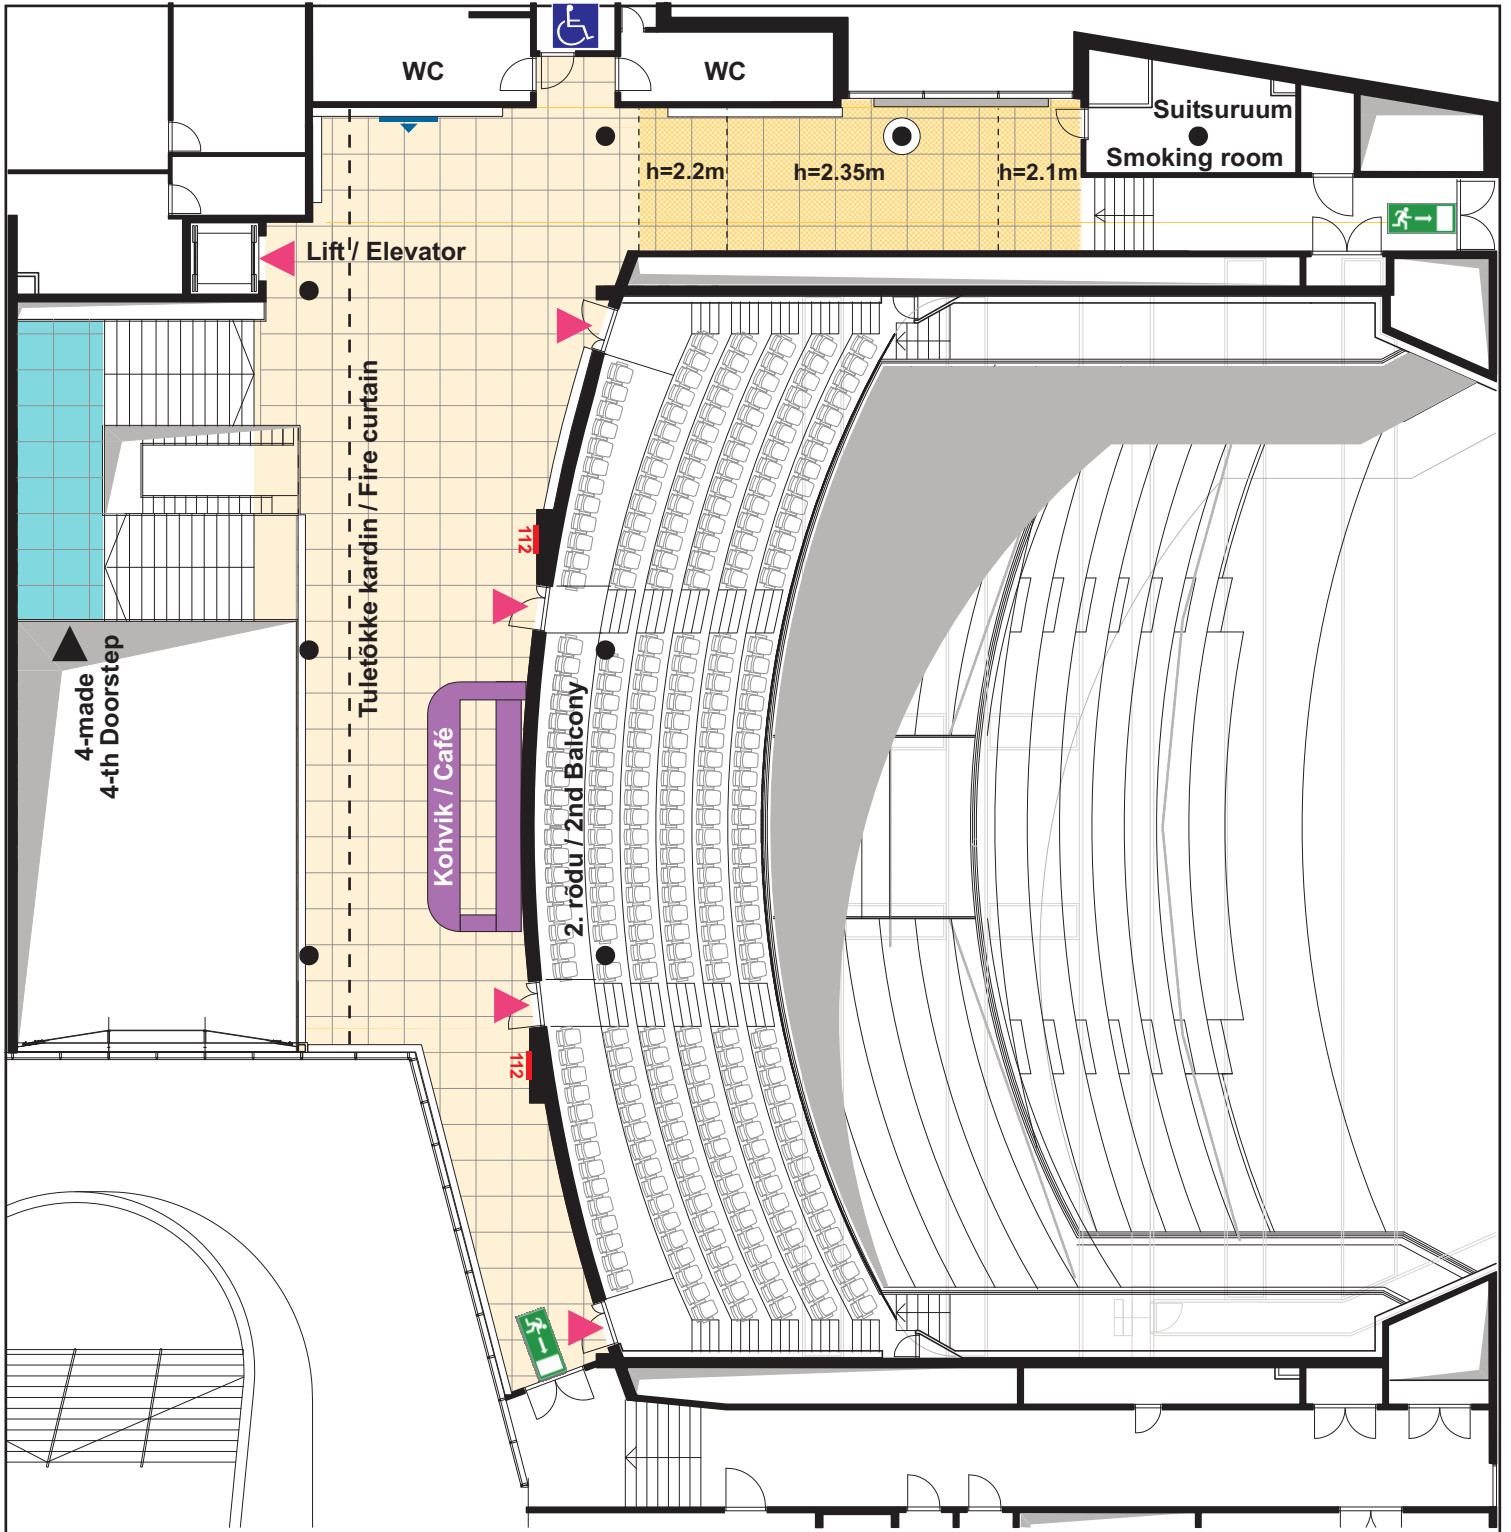 WC
WC
Suitsuruum
Smoking room
h=2.2m
h=2.35m
h=2.1m
Lift / Elevator
Tuletõkke kardin / Fire curtain
112
4-made
4-th Doorstep
Kohvik / Café
2. rõdu / 2nd Balcony
112